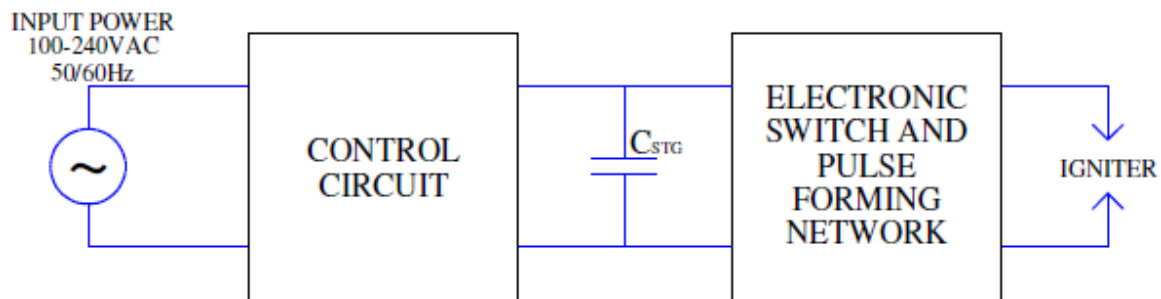 INPUT POWER
100-240VAC
50/60Hz
~
CONTROL
CIRCUIT
CSTG
ELECTRONIC
SWITCH AND
PULSE
FORMING
NETWORK
IGNITER